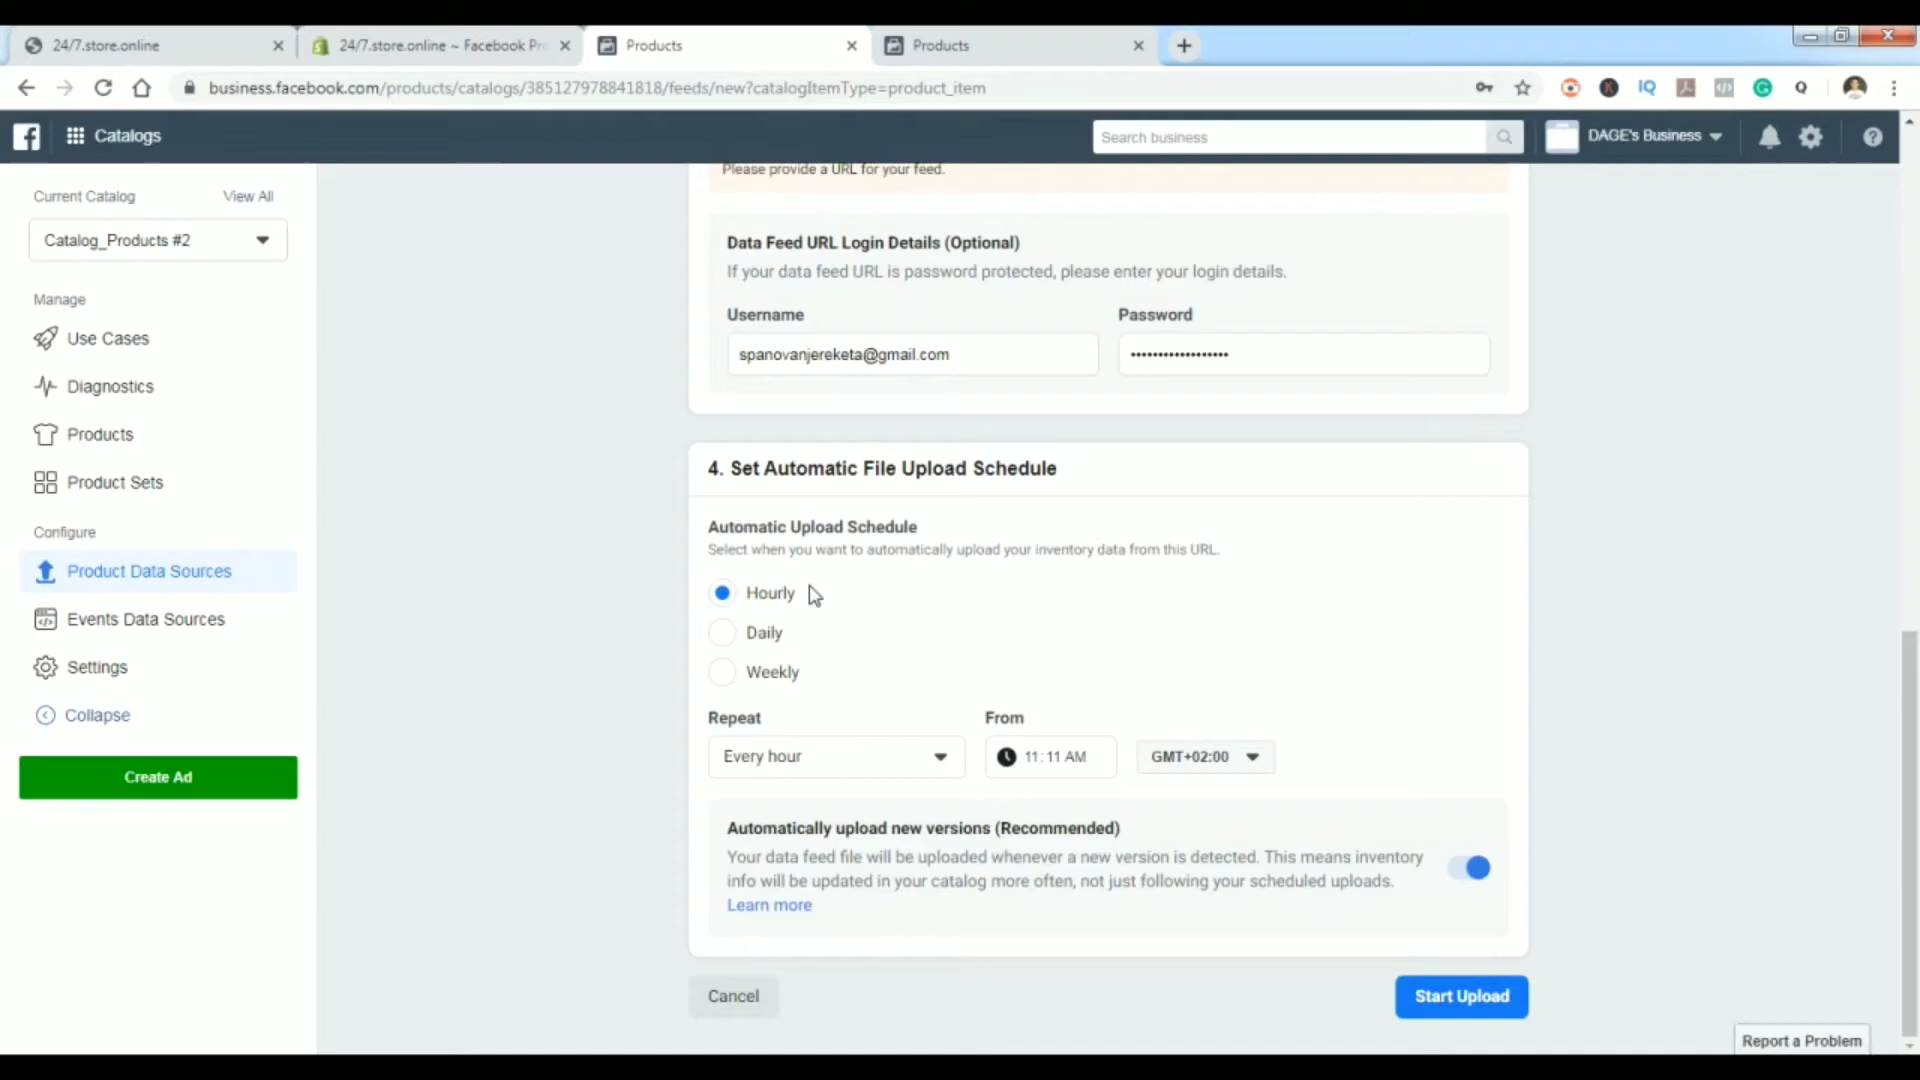 24/7.store.online
24/7.store.online ~ Facebook Pr
Products
Products
business.facebook.com/products/catalogs/385127978841818/feeds/new?catalogItemType=product_item
IQ
Q
Catalogs
Search business
DAGE's Business
Current Catalog
View All
Catalog_Products #2
Manage
Use Cases
Diagnostics
Products
Product Sets
Configure
Product Data Sources
Events Data Sources
Settings
Collapse
Create Ad
Please provide a URL for your feed.
Data Feed URL Login Details (Optional)
If your data feed URL is password protected, please enter your login details.
Username
Password
spanovanjereketa@gmail.com
••••••••••••••••••
4. Set Automatic File Upload Schedule
Automatic Upload Schedule
Select when you want to automatically upload your inventory data from this URL.
Hourly
Daily
Weekly
Repeat
From
Every hour
11:11 AM
GMT+02:00
Automatically upload new versions (Recommended)
Your data feed file will be uploaded whenever a new version is detected. This means inventory
info will be updated in your catalog more often, not just following your scheduled uploads.
Learn more
Cancel
Start Upload
Report a Problem